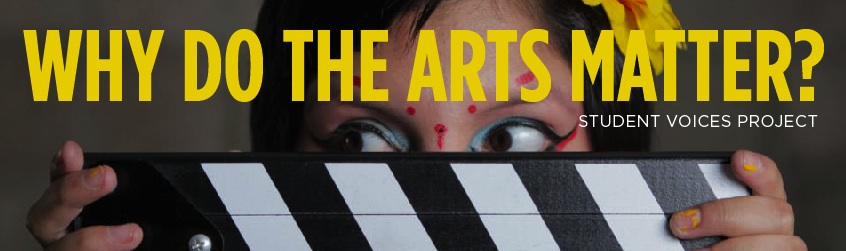 WHY DO THE ARTS MATTER?
STUDENT VOICES PROJECT